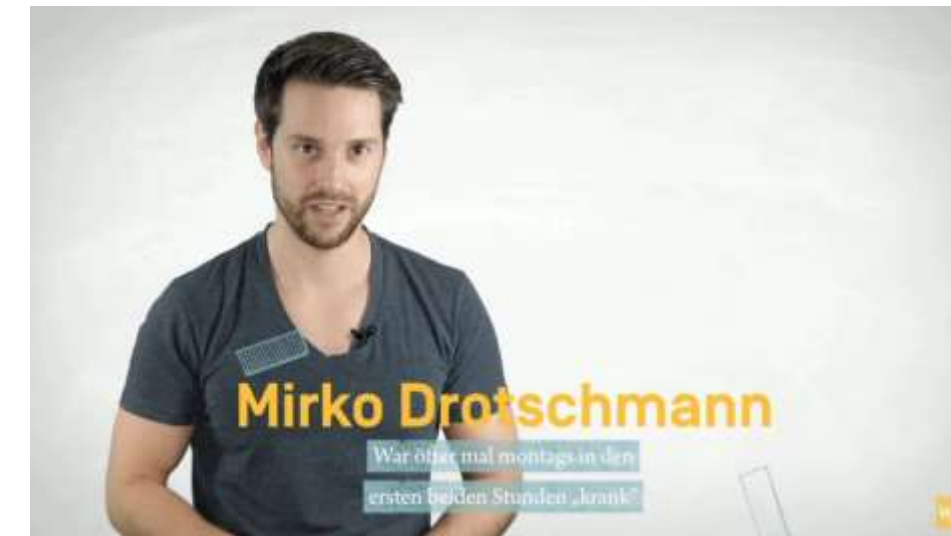 Mirko Drotschmann
War öfter mal montags in den
ersten beiden Stunden „krank“